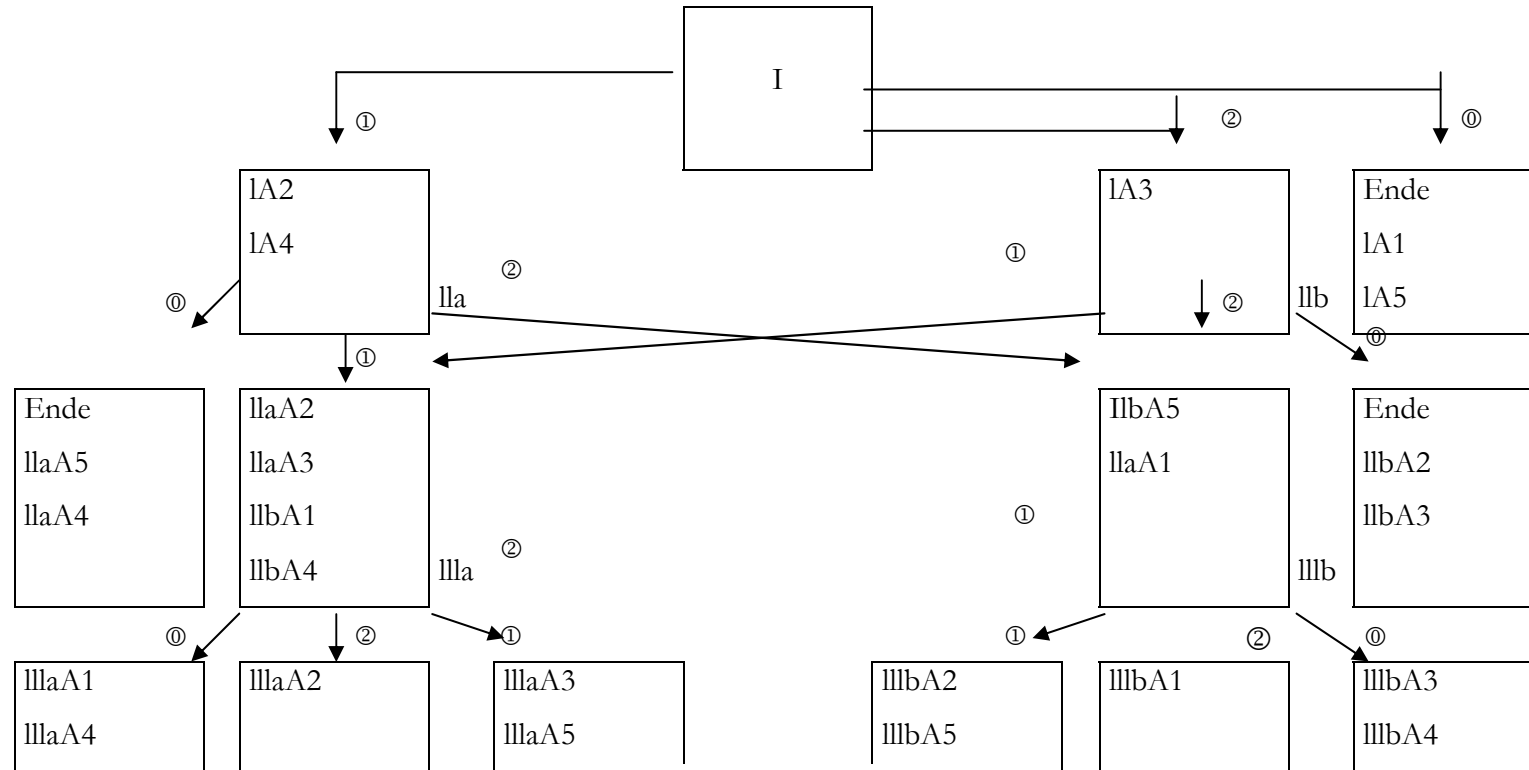 I
① ② ⓪
lA2 lA3 Ende
lA4 lA1
① ②
lla llb lA5
⓪ ② ⓪
①
Ende llaA2 IlbA5 Ende
llaA5 llaA3 llaA1 llbA2
llaA4 llbA1 llbA3
① ②
llbA4 llla lllb
⓪ ② ① ① ② ⓪
lllaA1 lllaA2 lllaA3 lllbA2 lllbA1 lllbA3
lllaA4 lllaA5 lllbA5 lllbA4